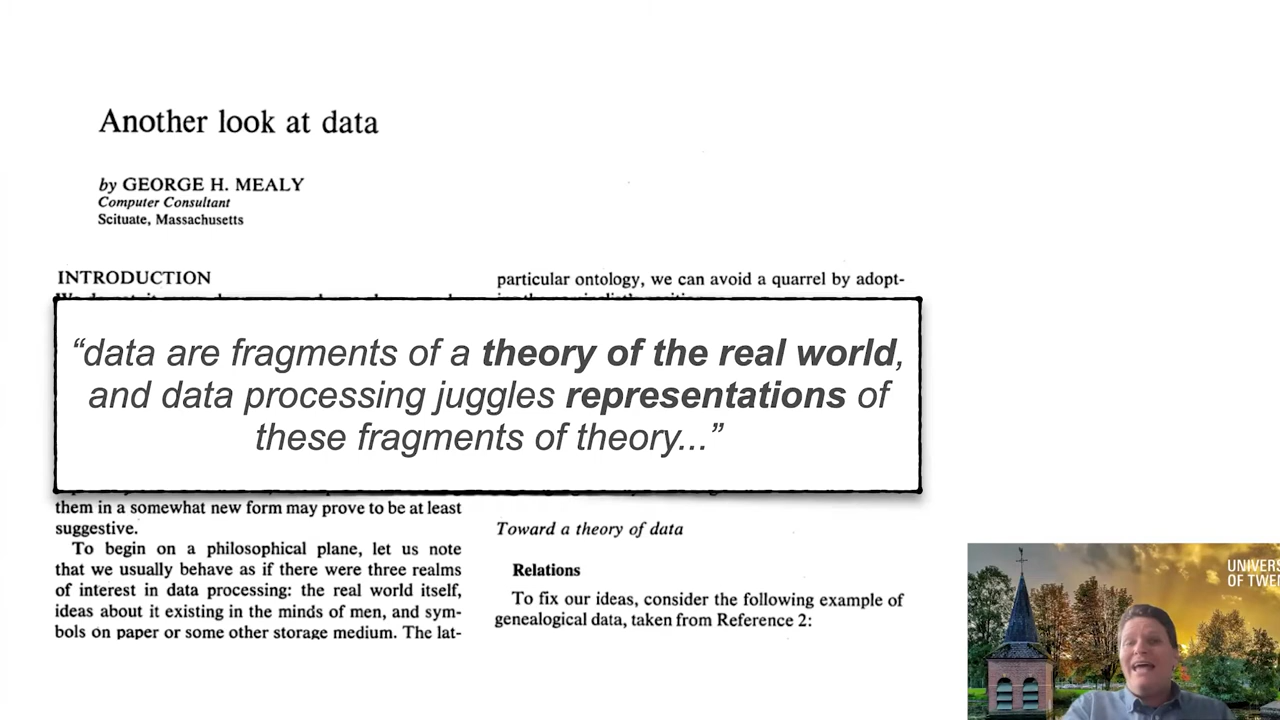 Another look at data
by GEORGE H. MEALY
Computer Consultant
Scituate, Massachusetts
INTRODUCTION
“data are fragments of a theory of the real world,
and data processing juggles representations of
these fragments of theory...”
them in a somewhat new form may prove to be at least
suggestive.
To begin on a philosophical plane, let us note
that we usually behave as if there were three realms
of interest in data processing: the real world itself,
ideas about it existing in the minds of men, and sym-
bols on paper or some other storage medium. The lat-
particular ontology, we can avoid a quarrel by adopt-
Toward a theory of data
Relations
To fix our ideas, consider the following example of
genealogical data, taken from Reference 2:
UNIVERS
OF TWEN